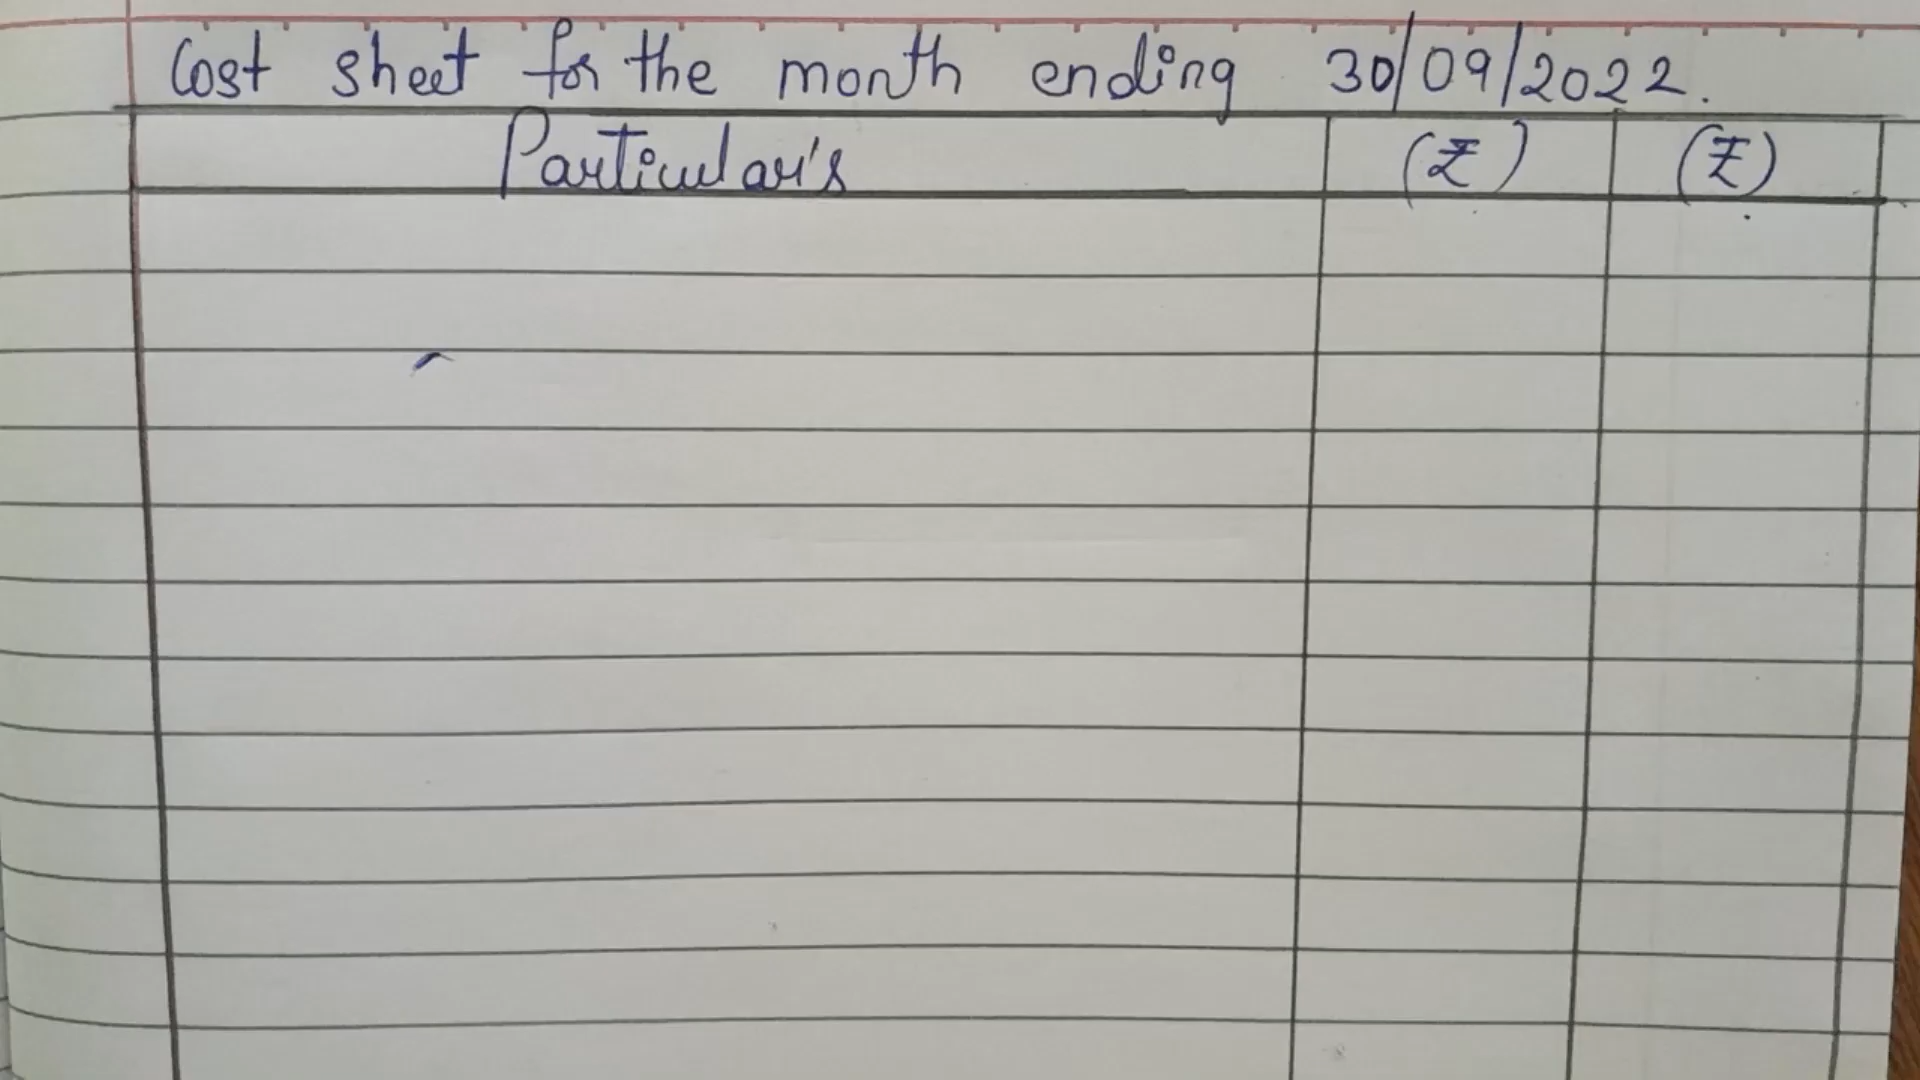 Cost sheet for the month ending 30/09/2022.
Particular's (₹) (₹)